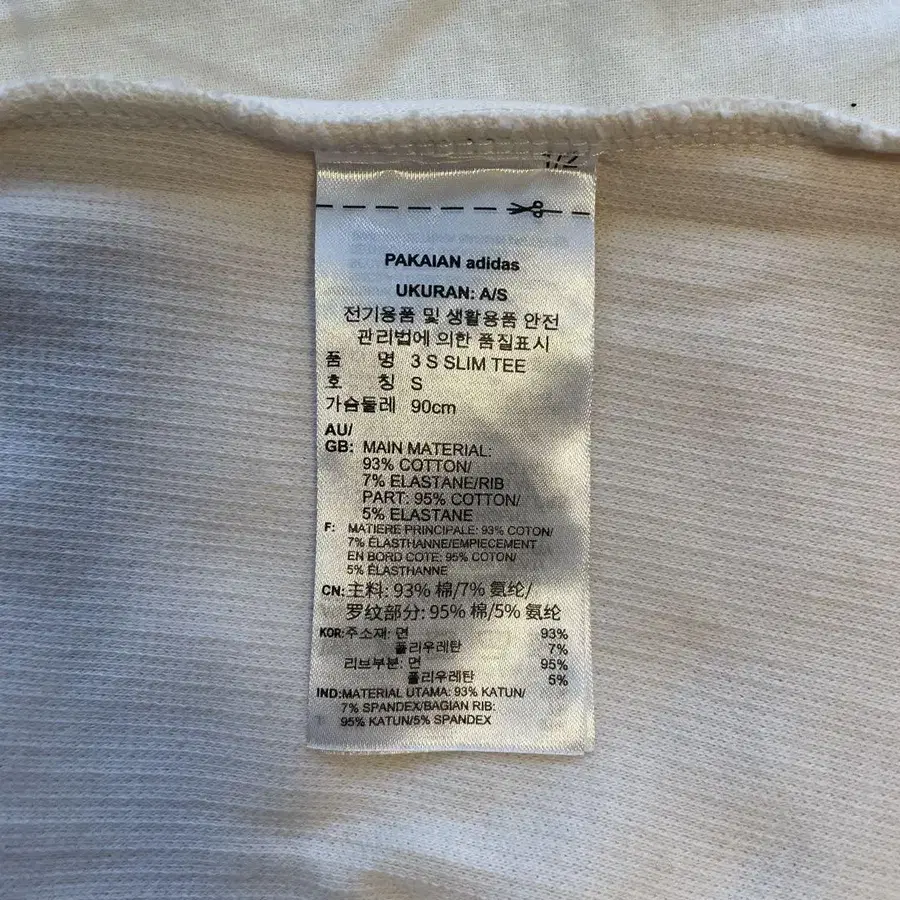 1/2
PAKAIAN adidas
UKURAN: A/S
전기용품 및 생활용품 안전
관리법에 의한 품질표시
품 명 3 S SLIM TEE
호 칭 S
가슴둘레 90cm
AU/
GB: MAIN MATERIAL:
93% COTTON/
7% ELASTANE/RIB
PART: 95% COTTON/
5% ELASTANE
F: MATIERE PRINCIPALE: 93% COTON/
7% ÉLASTHANNE/EMPIECEMENT
EN BORD COTE: 95% COTON/
5% ÉLASTHANNE
CN:主料: 93% 棉/7% 氨纶/
罗纹部分: 95% 棉/5% 氨纶
KOR:주소재: 면 93%
폴리우레탄 7%
리브부분: 면 95%
폴리우레탄 5%
IND:MATERIAL UTAMA: 93% KATUN/
7% SPANDEX/BAGIAN RIB:
95% KATUN/5% SPANDEX